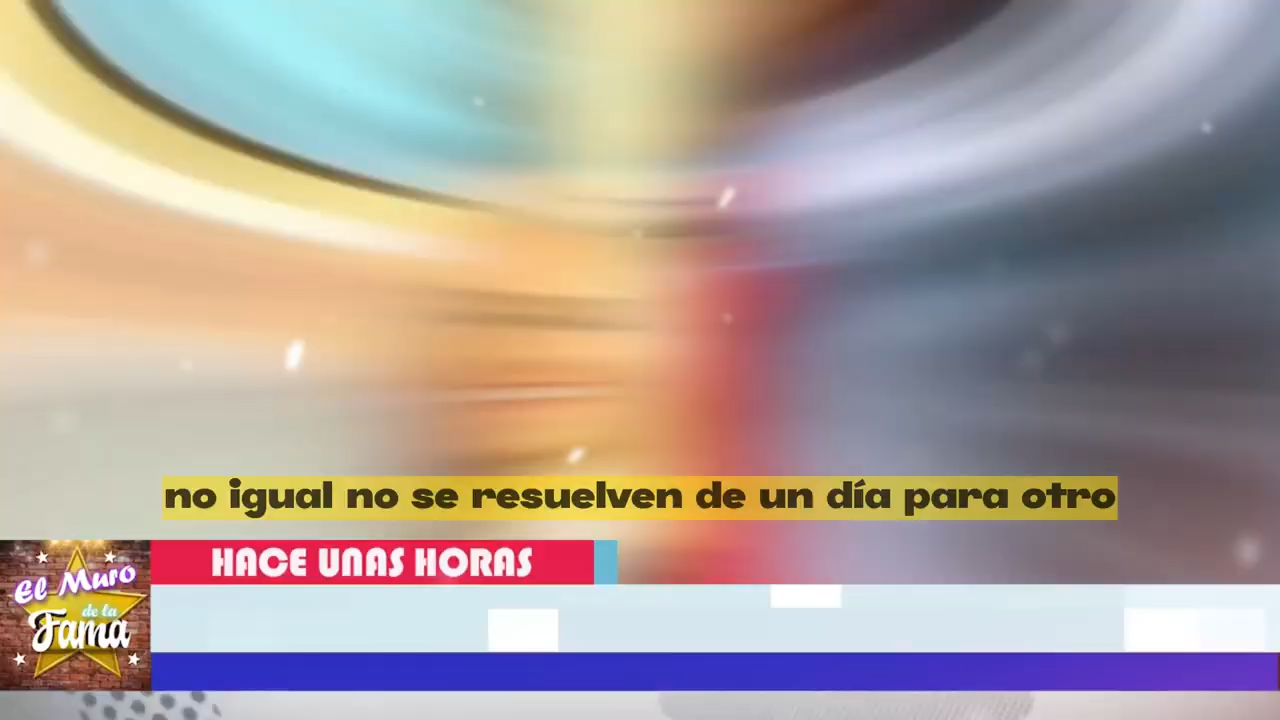 no igual no se resuelven de un día para otro
HACE UNAS HORAS
El Muro
de la
Fama